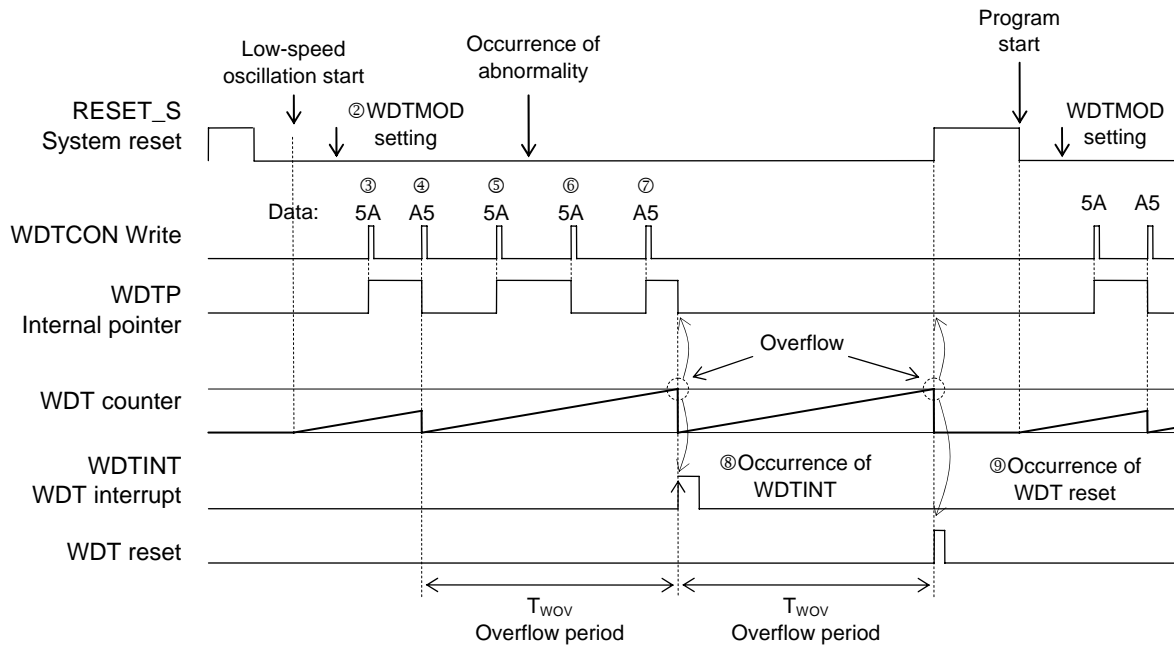 Program
start
Low-speed
oscillation start
Occurrence of
abnormality
RESET_S
System reset
②WDTMOD
setting
WDTMOD
setting
③ ④ ⑤ ⑥ ⑦
Data: 5A A5 5A 5A A5
5A A5
WDTCON Write
WDTP
Internal pointer
Overflow
WDT counter
WDTINT
WDT interrupt
⑧Occurrence of
WDTINT
⑨Occurrence of
WDT reset
WDT reset
TWOV
Overflow period
TWOV
Overflow period